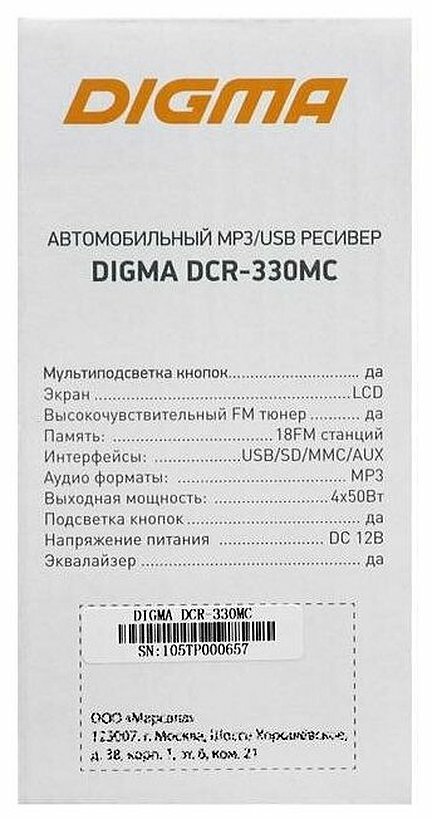 DIGMA
АВТОМОБИЛЬНЫЙ MP3/USB РЕСИВЕР
DIGMA DCR-330MC
Мультиподсветка кнопок.......................... да
Экран ................................................LCD
Высокочувствительный FM тюнер ........... да
Память: ............................18FM станций
Интерфейсы: ................USB/SD/MMC/AUX
Аудио форматы: ............................. MP3
Выходная мощность: .................. 4x50Вт
Подсветка кнопок............................... да
Напряжение питания .................. DC 12В
Эквалайзер ....................................... да
DIGMA DCR-330MC
SN:105TP000657
ООО
123007, г. Москва, Шоссе Хорошёвское,
д. 38, корп. 1, эт. 6, ком. 21